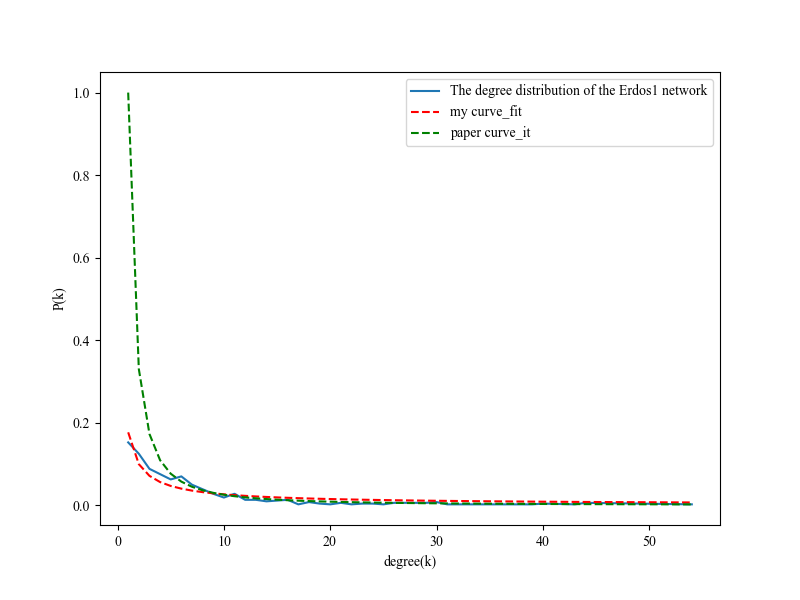 The degree distribution of the Erdos1 network
my curve_fit
paper curve_it
1.0
0.8
0.6
0.4
0.2
0.0
P(k)
0 10 20 30 40 50
degree(k)